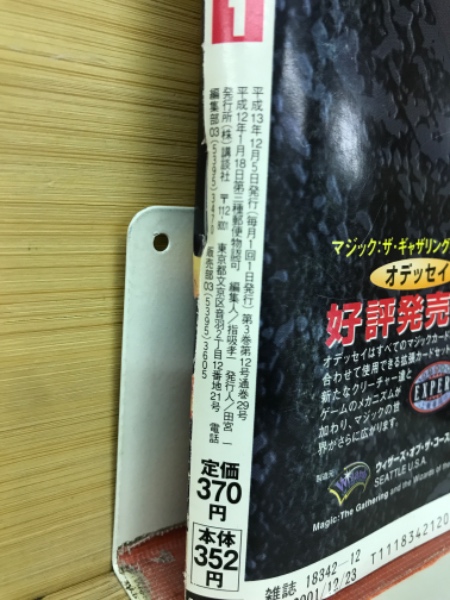 1
平成13年12月5日発行(毎月1回1日発行)第3巻第12号通巻29号
平成12年1月18日第三種郵便物認可 編集人/指吸孝一 発行人/田宮一
発行所(株)講談社 〒112-8001 東京都文京区音羽2丁目12番地21号 電話
編集部03(5395)3470 販売部03(5395)3605
定価
370
円
本体
352
円
マジック:ザ・ギャザリング
オデッセイ
好評発売
オデッセイはすべてのマジックカード
合わせて使用できる拡張カードセット
新たなクリーチャー達と
ゲームのメカニズムが
加わり、マジックの世
界がさらに広がります。
EXPER
製造元
ウィザーズ・オブ・ザ・コース
SEATTLE U.S.A.
Magic: The Gathering and the Wizards of the
雑誌 18342-12
2001/12/23
T1118342120